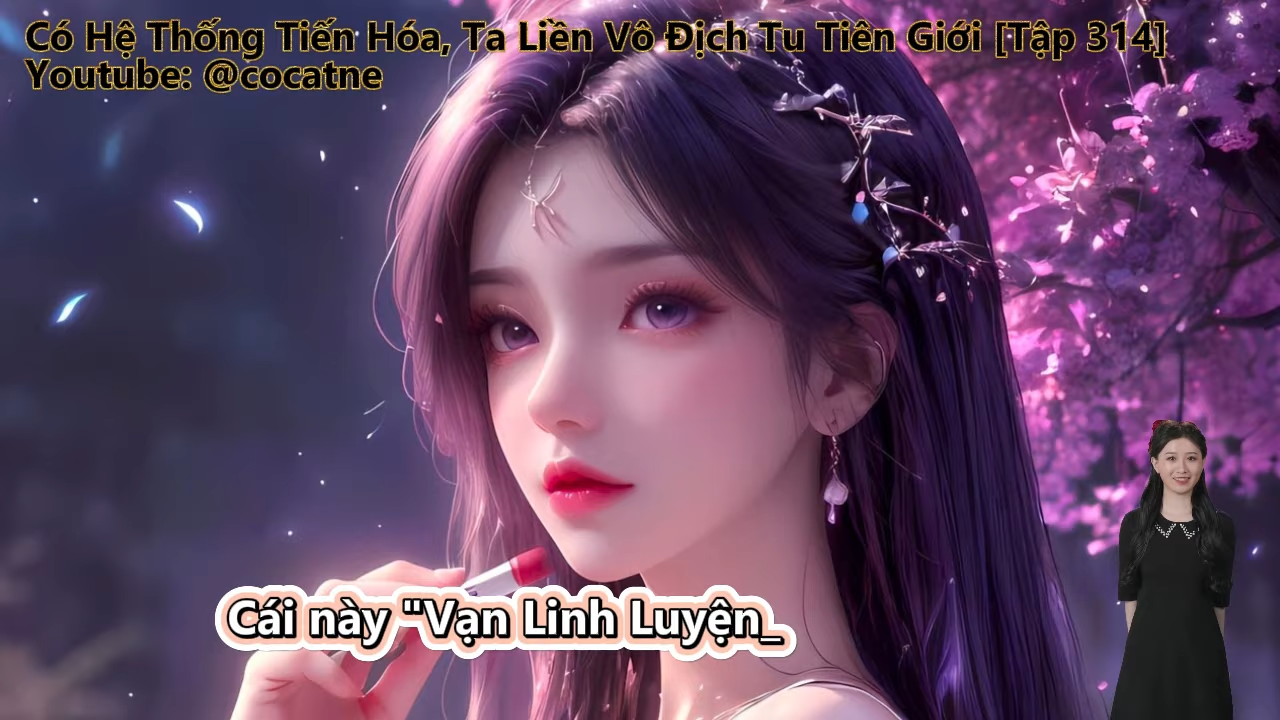 Có Hệ Thống Tiến Hóa, Ta Liền Vô Địch Tu Tiên Giới [Tập 314]
Youtube: @cocatne
Cái này "Vạn Linh Luyện_